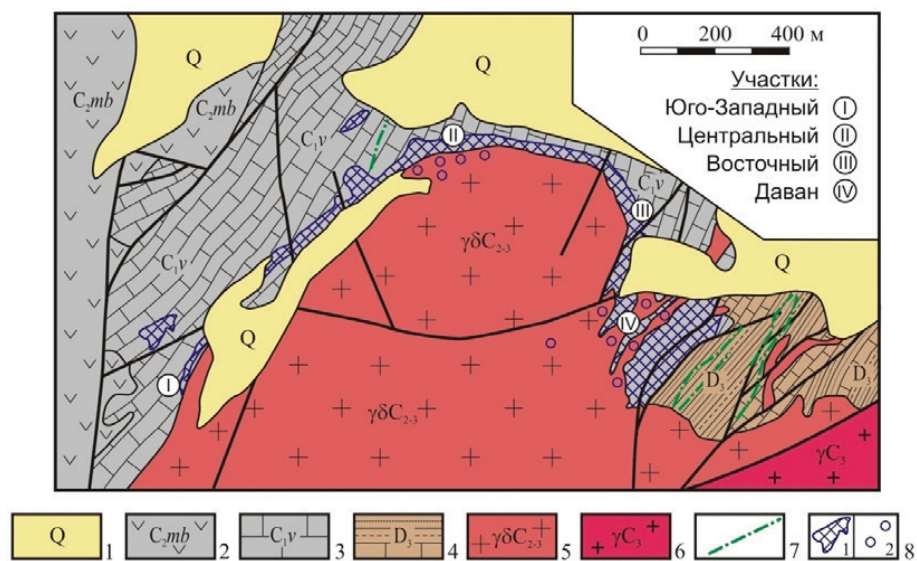 0 200 400 м
Участки:
Юго-Западный I
Центральный II
Восточный III
Даван IV
Q
Q
C₂mb
C₂mb
C₁v
II
C₁v
III
γδC₂₋₃
Q
C₁v
IV
Q
D₃
D₃
I
γδC₂₋₃
γC₃
Q 1 C₂mb 2 C₁v 3 D₃ 4 γδC₂₋₃ 5 γC₃ 6 7 1 2 8